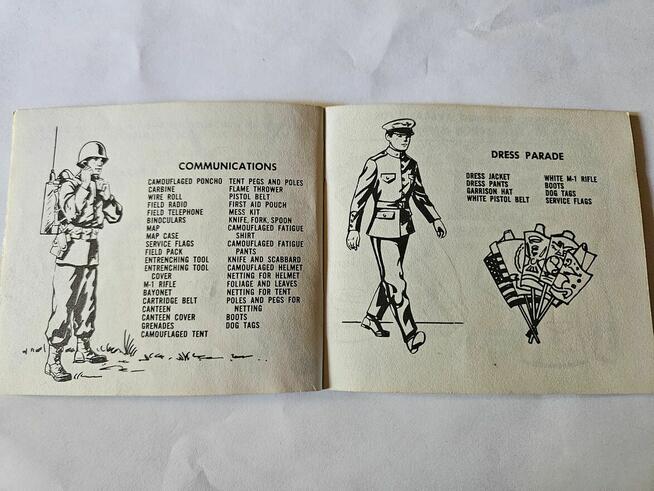 COMMUNICATIONS
CAMOUFLAGED PONCHO
CARBINE
WIRE ROLL
FIELD RADIO
FIELD TELEPHONE
BINOCULARS
MAP
MAP CASE
SERVICE FLAGS
FIELD PACK
ENTRENCHING TOOL
ENTRENCHING TOOL
COVER
M-1 RIFLE
BAYONET
CARTRIDGE BELT
CANTEEN
CANTEEN COVER
GRENADES
CAMOUFLAGED TENT
TENT PEGS AND POLES
FLAME THROWER
PISTOL BELT
FIRST AID POUCH
MESS KIT
KNIFE, FORK, SPOON
CAMOUFLAGED FATIGUE
SHIRT
CAMOUFLAGED FATIGUE
PANTS
KNIFE AND SCABBARD
CAMOUFLAGED HELMET
NETTING FOR HELMET
FOLIAGE AND LEAVES
NETTING FOR TENT
POLES AND PEGS FOR
NETTING
BOOTS
DOG TAGS
DRESS PARADE
DRESS JACKET
DRESS PANTS
GARRISON HAT
WHITE PISTOL BELT
WHITE M-1 RIFLE
BOOTS
DOG TAGS
SERVICE FLAGS